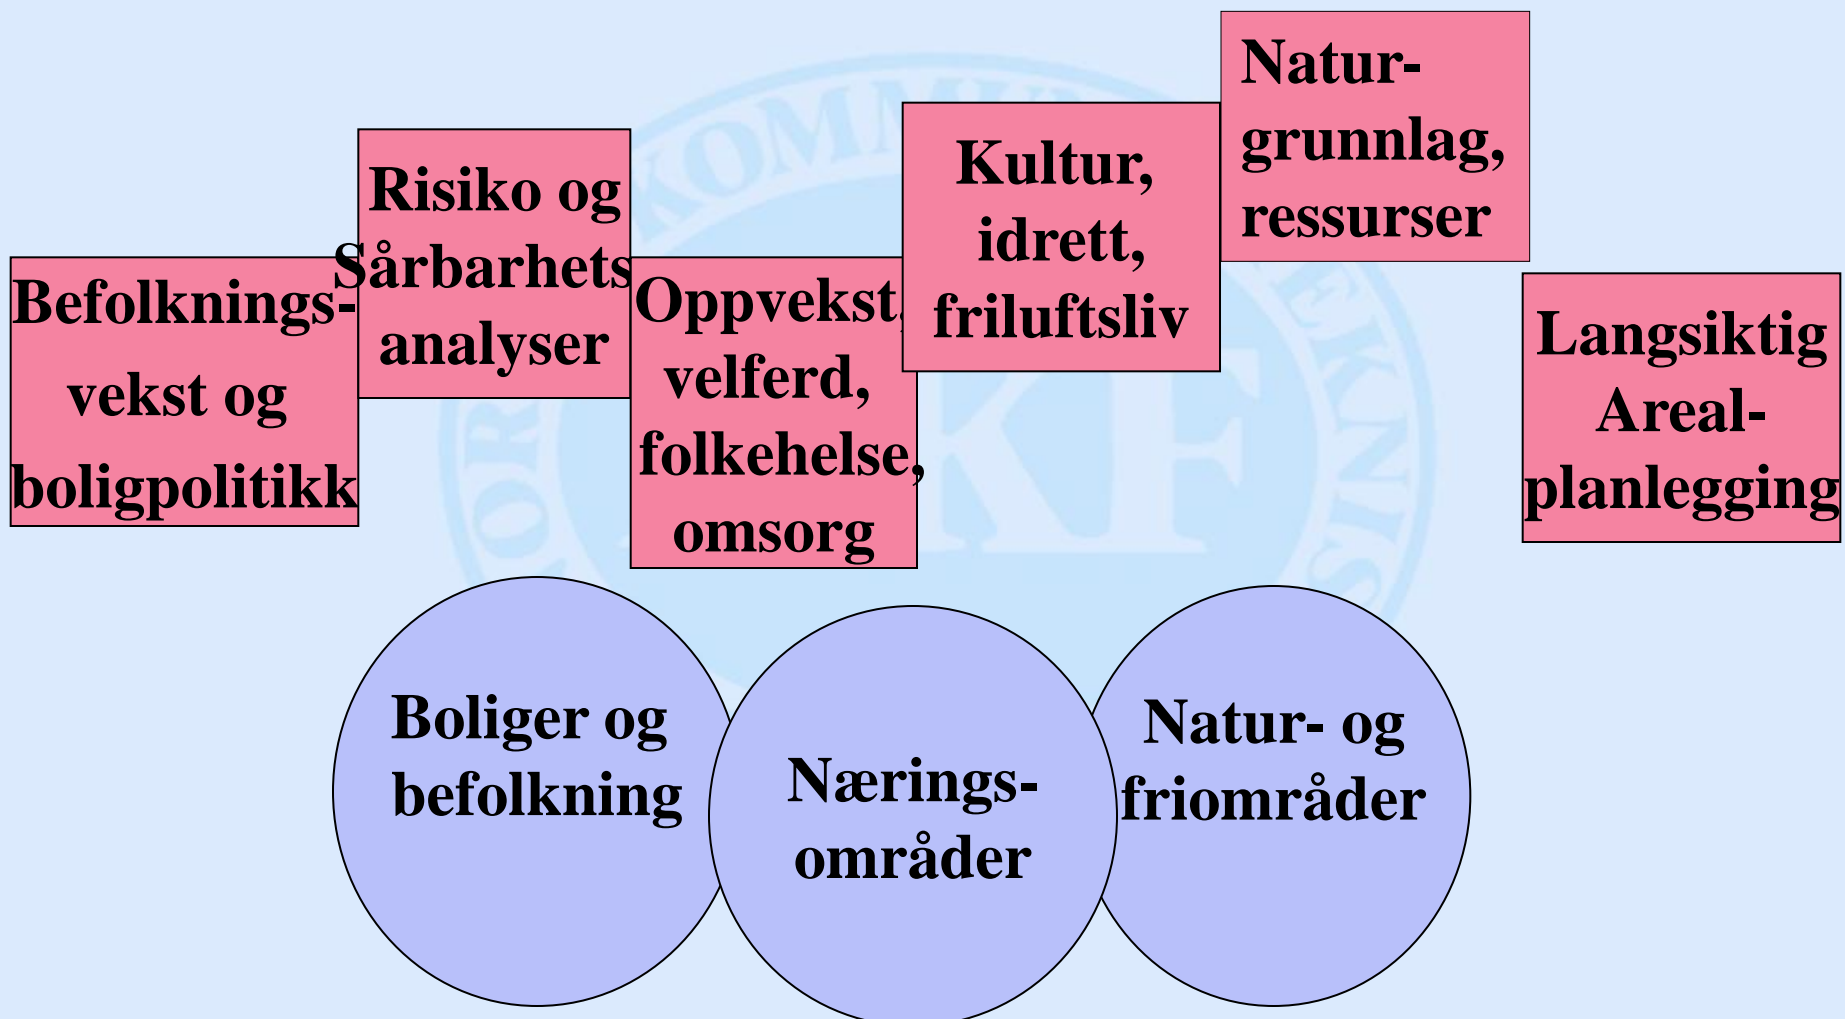 Befolknings-
vekst og
boligpolitikk
Risiko og
Sårbarhets
analyser
Oppvekst,
velferd,
folkehelse,
omsorg
Kultur,
idrett,
friluftsliv
Natur-
grunnlag,
ressurser
Langsiktig
Areal-
planlegging
Boliger og
befolkning
Nærings-
områder
Natur- og
friområder